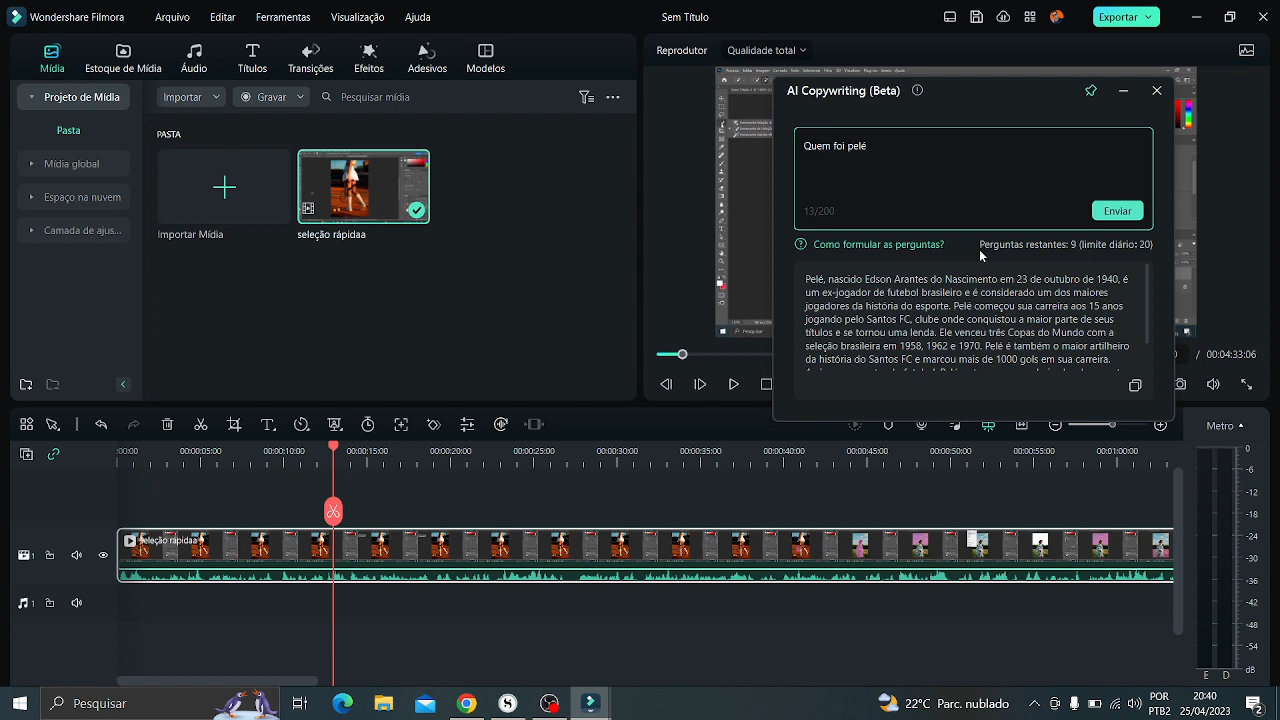 Wondershare Filmora
Arquivo Editar Ferramentas Visualização Ajuda
Sem Título
Exportar
Mídia
Estoque de Mídia
Áudio
Títulos
Transições
Efeitos
Adesivos
Modelos
Reprodutor Qualidade total
Mídia
Importar
Gravar
Pesquisar mídia
Mídia global
Espaço na nuvem
Camada de ajus...
PASTA
Importar Mídia
seleção rápidaa
AI Copywriting (Beta)
Quem foi pelé
13/200
Enviar
Como formular as perguntas?
Perguntas restantes: 9 (limite diário: 20)
Pelé, nascido Edson Arantes do Nascimento em 23 de outubro de 1940, é
um ex-jogador de futebol brasileiro e é considerado um dos maiores
jogadores da história do esporte. Pelé começou sua carreira aos 15 anos
jogando pelo Santos FC, clube onde conquistou a maior parte de seus
títulos e se tornou uma lenda. Ele venceu três Copas do Mundo com a
seleção brasileira em 1958, 1962 e 1970. Pelé é também o maior artilheiro
da história do Santos FC e marcou mais de 1000 gols em sua carreira.
/ 00:04:33:06
Metro
:00:00 00:00:05:00 00:00:10:00 00:00:15:00 00:00:20:00 00:00:25:00 00:00:30:00 00:00:35:00 00:00:40:00 00:00:45:00 00:00:50:00 00:00:55:00 00:01:00:00
seleção rápidaa
0
-6
-12
-18
-24
-30
-36
-42
-48
-54
dB
E D
Pesquisar
22°C Parc nublado
POR
PTB2
20:40
25/04/2023